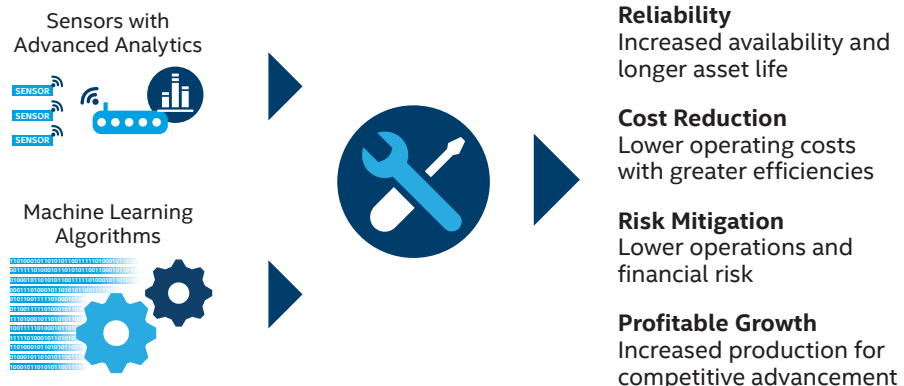 Sensors with
Advanced Analytics
SENSOR
SENSOR
SENSOR
Machine Learning
Algorithms
Reliability
Increased availability and
longer asset life
Cost Reduction
Lower operating costs
with greater efficiencies
Risk Mitigation
Lower operations and
financial risk
Profitable Growth
Increased production for
competitive advancement